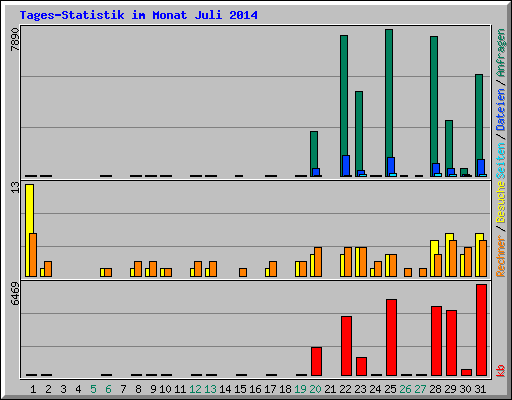 Tages-Statistik im Monat Juli 2014
7890
13
6469
Rechner / Besuche Seiten / Dateien / Anfragen
kb
1 2 3 4 5 6 7 8 9 10 11 12 13 14 15 16 17 18 19 20 21 22 23 24 25 26 27 28 29 30 31